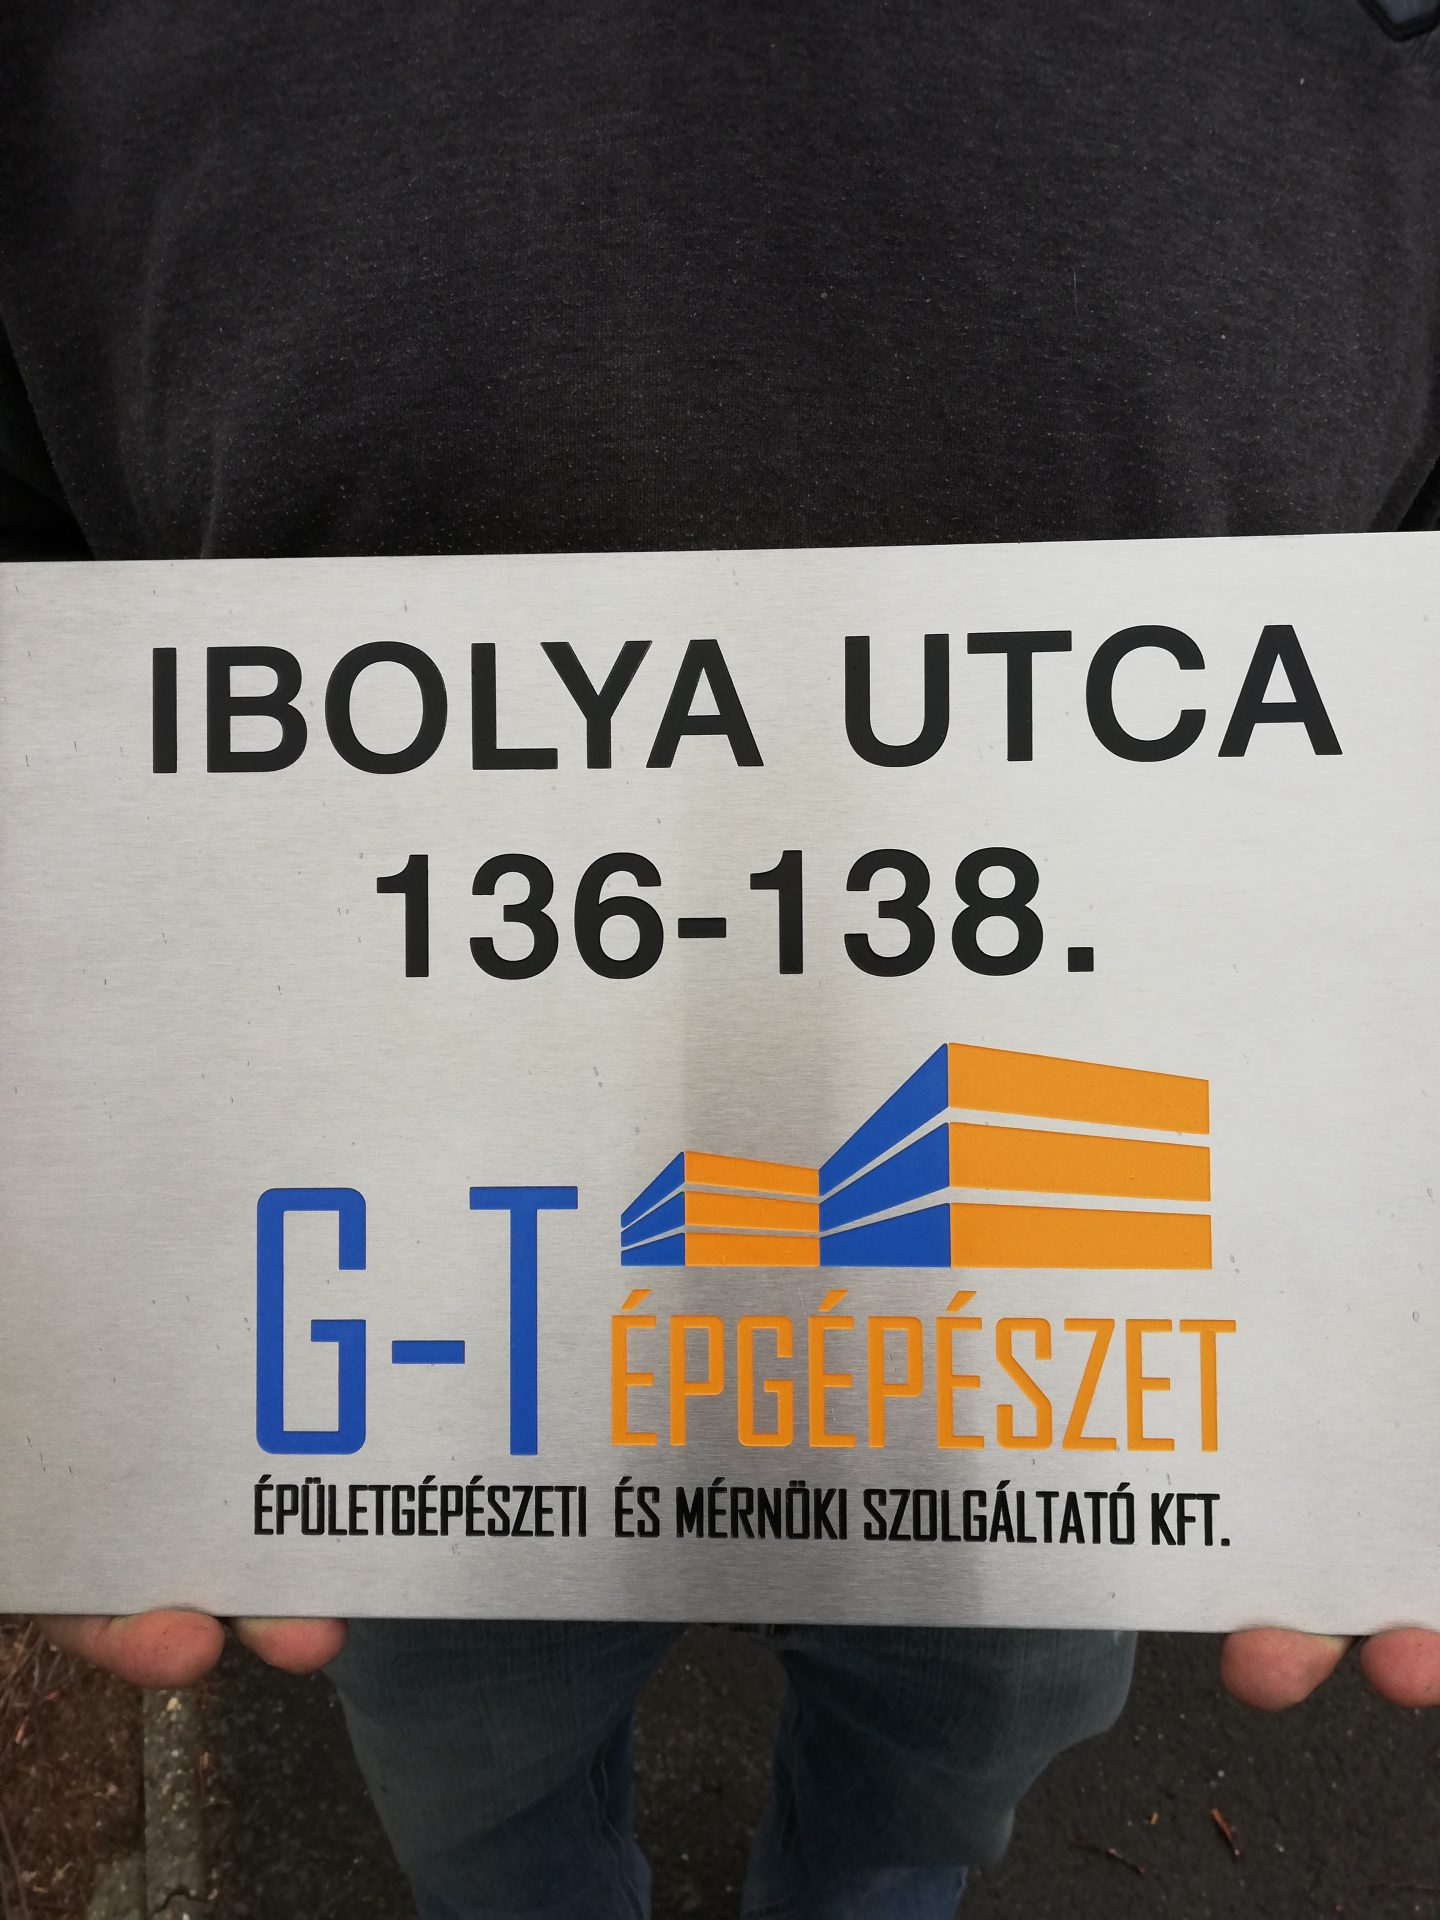 IBOLYA UTCA
136-138.
G-T ÉPGÉPÉSZET
ÉPÜLETGÉPÉSZETI ÉS MÉRNÖKI SZOLGÁLTATÓ KFT.